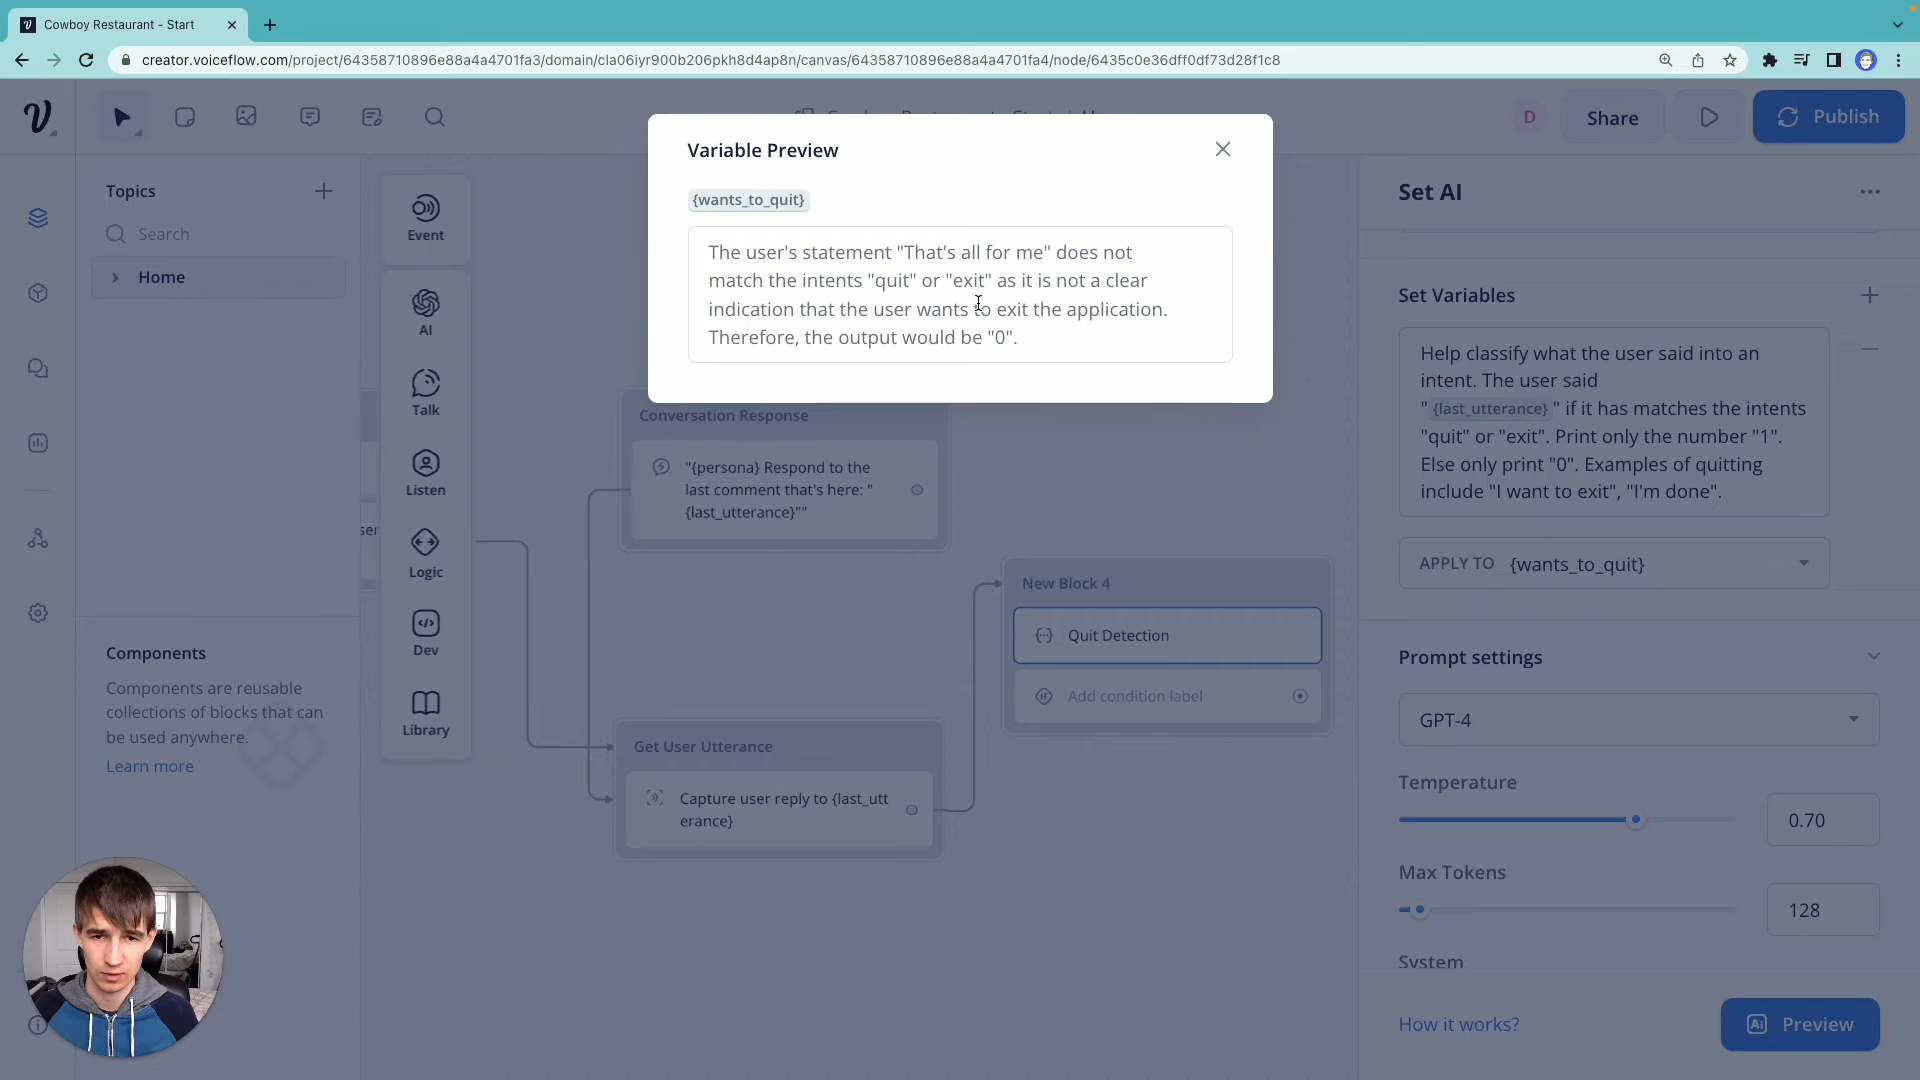 Cowboy Restaurant - Start
creator.voiceflow.com/project/64358710896e88a4a4701fa3/domain/cla06iyr900b206pkh8d4ap8n/canvas/64358710896e88a4a4701fa4/node/6435c0e36dff0df73d28f1c8
D
Share
Publish
Topics
Search
Home
Event
AI
Talk
Listen
Logic
Dev
Library
Components
Components are reusable
collections of blocks that can
be used anywhere.
Learn more
Variable Preview
{wants_to_quit}
The user's statement "That's all for me" does not
match the intents "quit" or "exit" as it is not a clear
indication that the user wants to exit the application.
Therefore, the output would be "0".
Conversation Response
"{persona} Respond to the
last comment that's here: "
{last_utterance}""
Get User Utterance
Capture user reply to {last_utt
erance}
New Block 4
Quit Detection
Add condition label
Set AI
Set Variables
Help classify what the user said into an
intent. The user said
"{last_utterance}" if it has matches the intents
"quit" or "exit". Print only the number "1".
Else only print "0". Examples of quitting
include "I want to exit", "I'm done".
APPLY TO {wants_to_quit}
Prompt settings
GPT-4
Temperature
0.70
Max Tokens
128
System
How it works?
Ai Preview